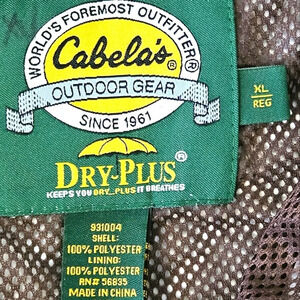 WORLD'S FOREMOST OUTFITTER®
Cabela's®
OUTDOOR GEAR
SINCE 1961
DRY-PLUS®
KEEPS YOU DRY...PLUS IT BREATHES
XL
REG
931004
SHELL:
100% POLYESTER
LINING:
100% POLYESTER
RN# 56835
MADE IN CHINA